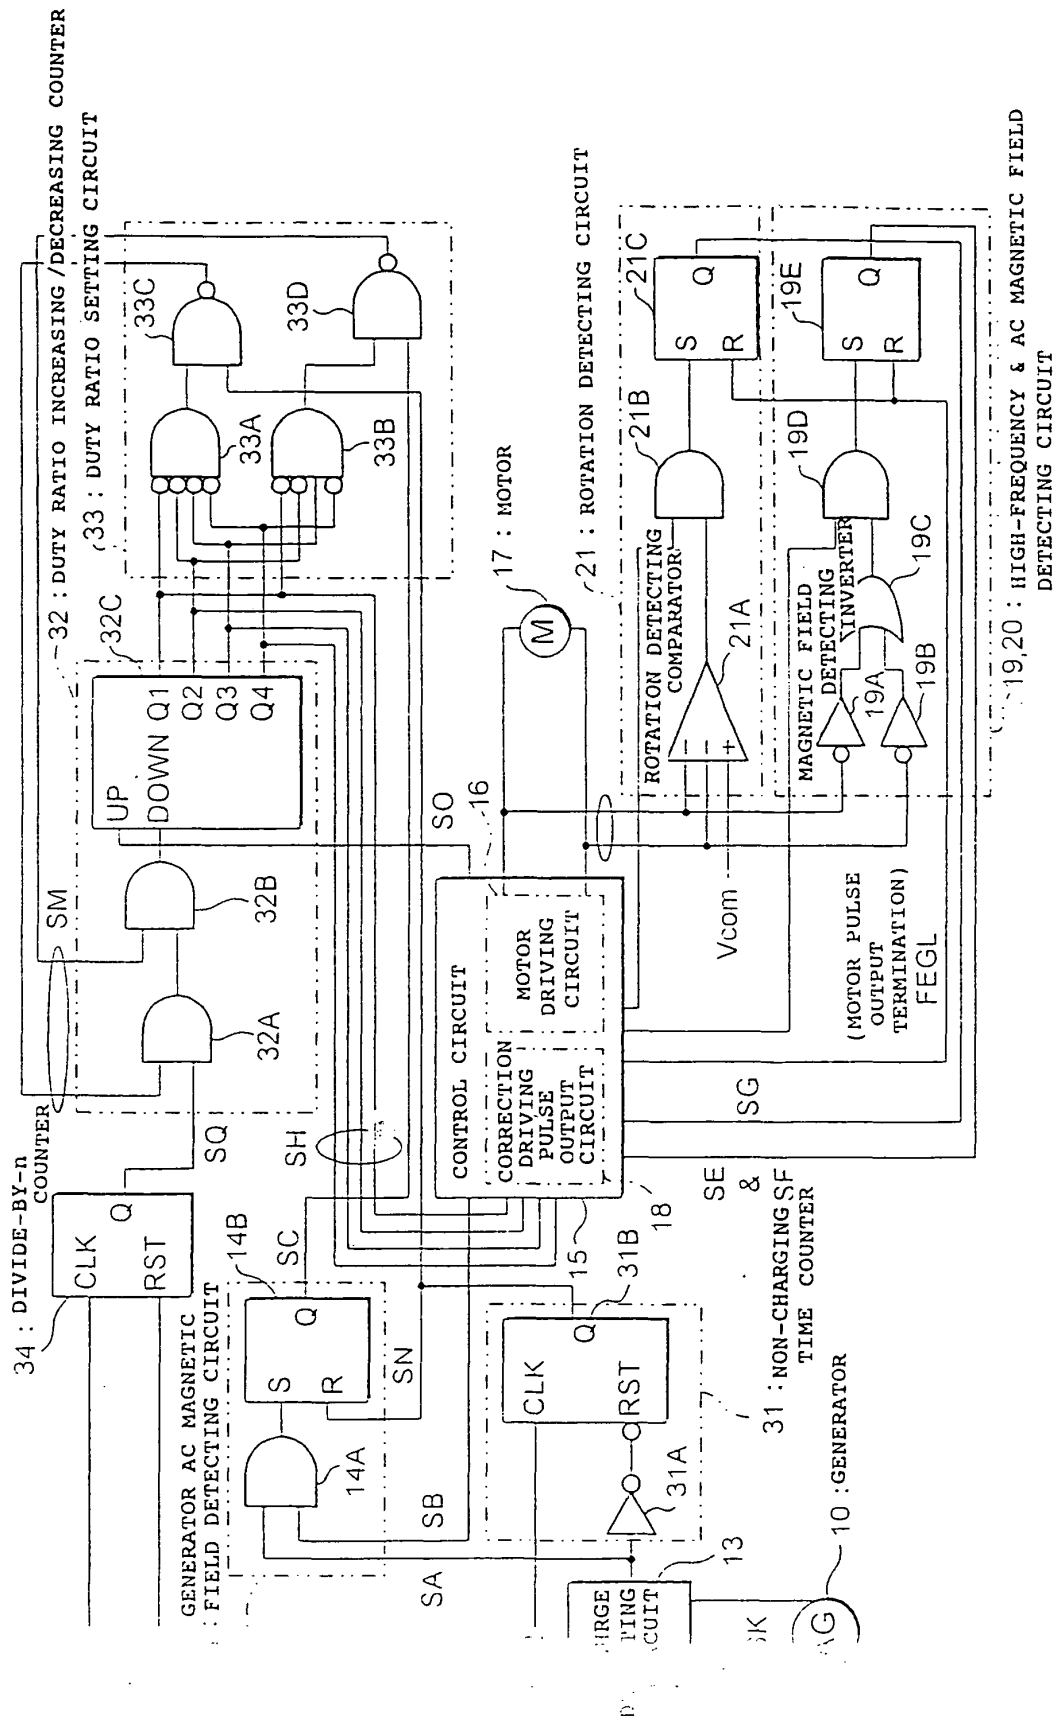 34 : DIVIDE-BY-n
COUNTER
CLK
RST
Q
SQ
SM
32 : DUTY RATIO INCREASING/DECREASING COUNTER
32A
32B
32C
UP
DOWN
Q1
Q2
Q3
Q4
33 : DUTY RATIO SETTING CIRCUIT
33A
33B
33C
33D
GENERATOR AC MAGNETIC
: FIELD DETECTING CIRCUIT
14A
14B
S
R
Q
SA
SB
SC
SN
SH
SO
CONTROL CIRCUIT
15
CORRECTION
DRIVING
PULSE
OUTPUT
CIRCUIT
18
MOTOR
DRIVING
CIRCUIT
16
17 : MOTOR
M
21 : ROTATION DETECTING CIRCUIT
ROTATION DETECTING
COMPARATOR
21A
21B
21C
S
R
Q
Vcom
MAGNETIC FIELD
DETECTING
INVERTER
19A
19B
19C
19D
19E
S
R
Q
19,20 : HIGH-FREQUENCY & AC MAGNETIC FIELD
DETECTING CIRCUIT
(MOTOR PULSE
OUTPUT
TERMINATION)
FEGL
SG
SE
&
SF
31 : NON-CHARGING
TIME COUNTER
31A
31B
CLK
RST
Q
13
CUIT
10 : GENERATOR